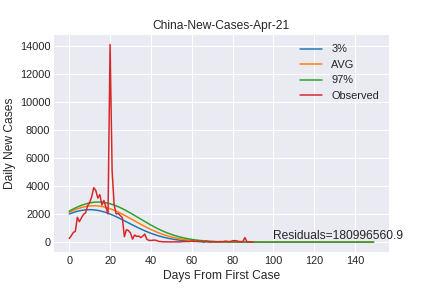 China-New-Cases-Apr-21
3%
AVG
97%
Observed
Daily New Cases
14000
12000
10000
8000
6000
4000
2000
0
Residuals=180996560.9
0 20 40 60 80 100 120 140
Days From First Case